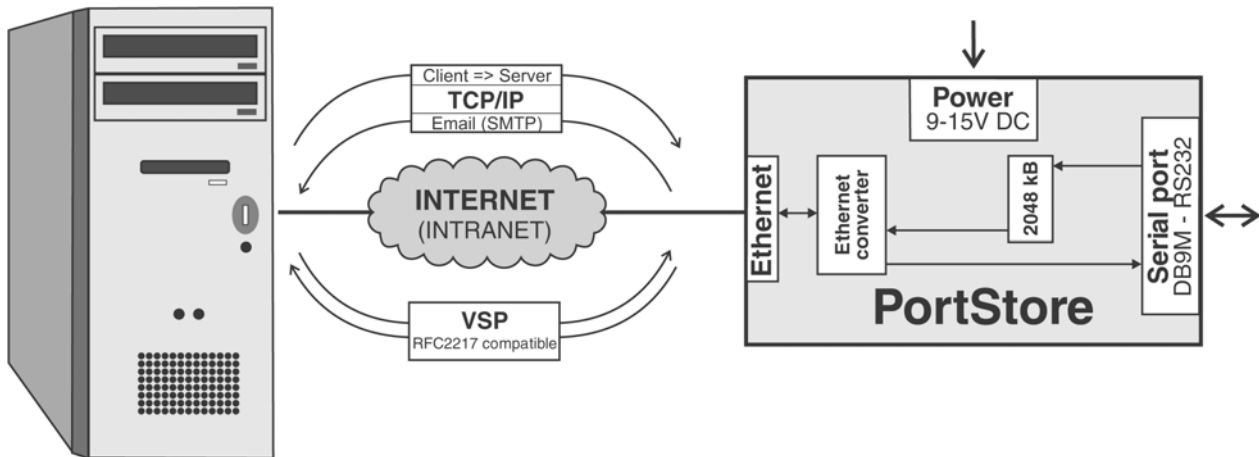 Client => Server
TCP/IP
Email (SMTP)
INTERNET
(INTRANET)
VSP
RFC2217 compatible
Power
9-15V DC
Ethernet
Ethernet
converter
2048 kB
Serial port
DB9M - RS232
PortStore